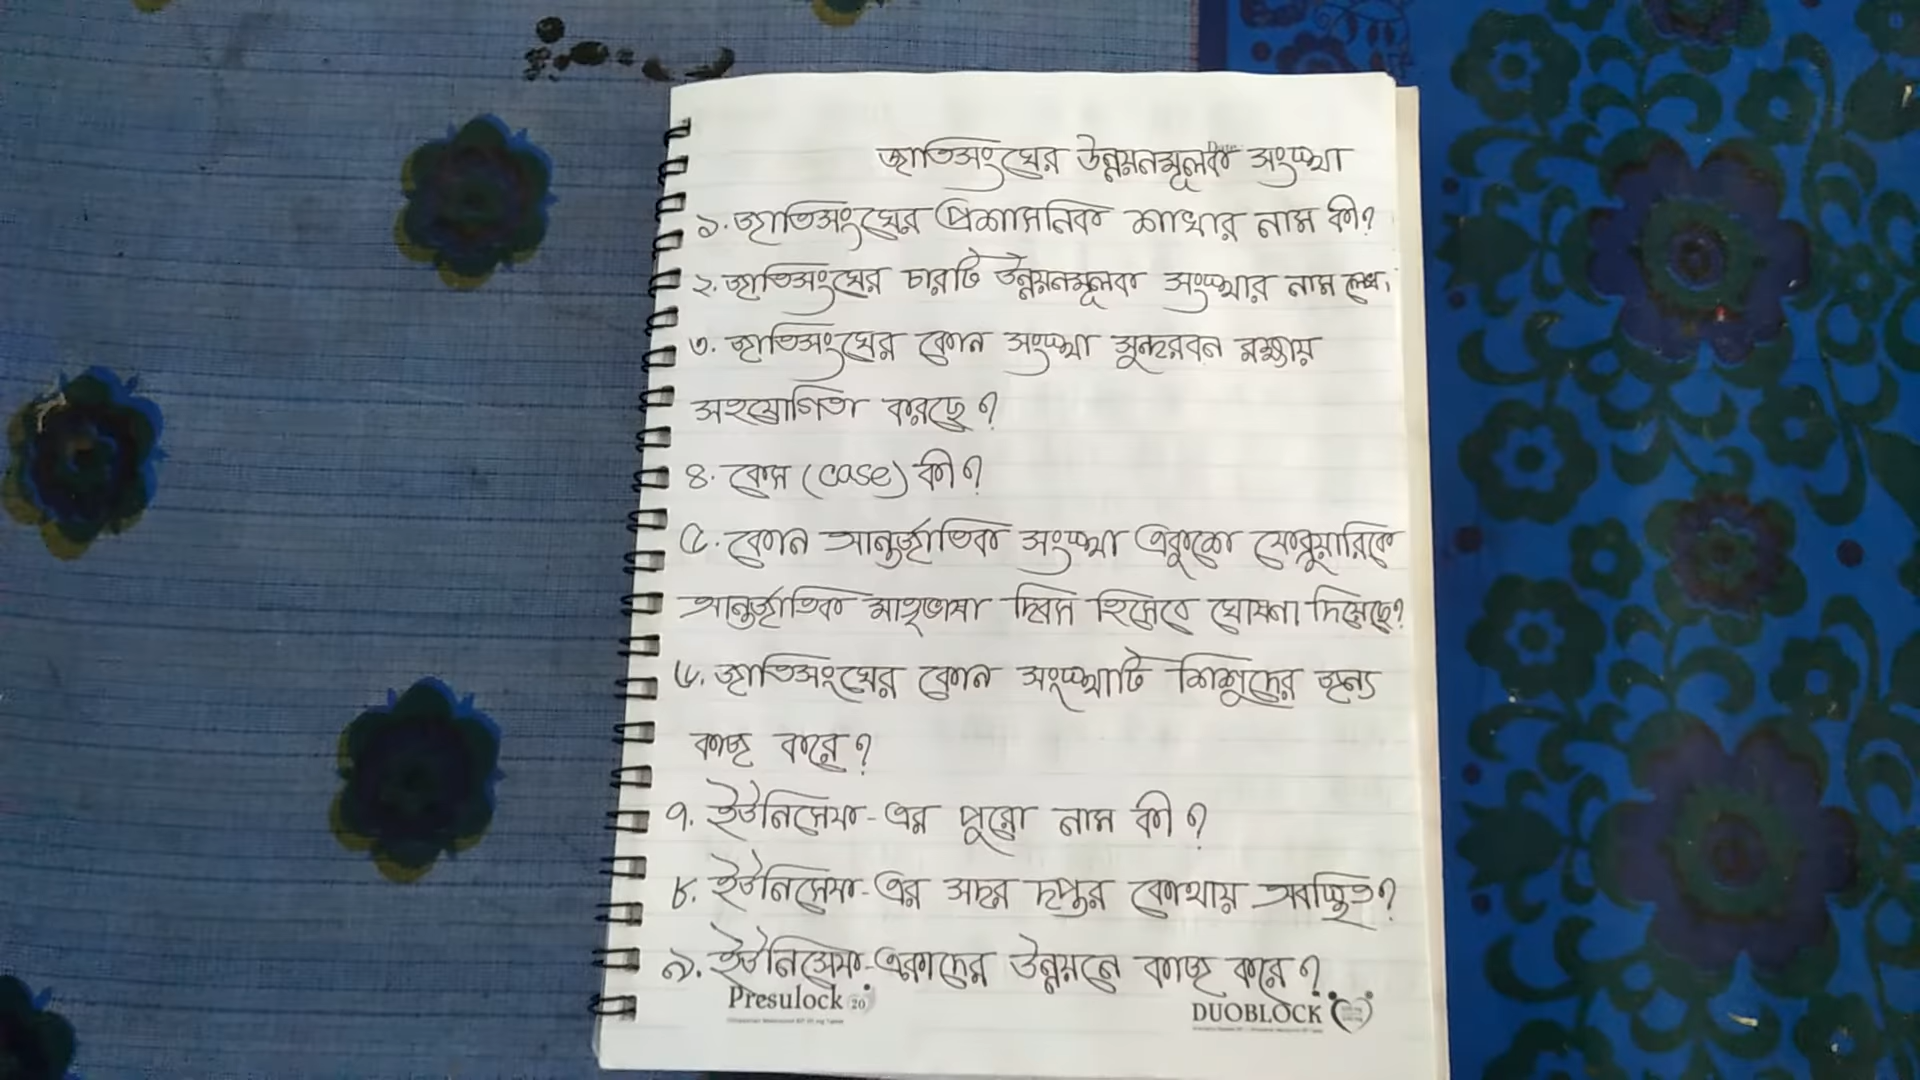 জাতিসংঘের উন্নয়নমূলক সংস্থা
১. জাতিসংঘের প্রশাসনিক শাখার নাম কী?
২. জাতিসংঘের চারটি উন্নয়নমূলক সংস্থার নাম লেখ।
৩. জাতিসংঘের কোন সংস্থা সুন্দরবন রক্ষায়
সহযোগিতা করছে?
৪. কেস (case) কী?
৫. কোন আন্তর্জাতিক সংস্থা একুশে ফেব্রুয়ারিকে
আন্তর্জাতিক মাতৃভাষা দিবস হিসেবে ঘোষণা দিয়েছে?
৬. জাতিসংঘের কোন সংস্থাটি শিশুদের জন্য
কাজ করে?
৭. ইউনিসেফ-এর পুরো নাম কী?
৮. ইউনিসেফ-এর সদর দপ্তর কোথায় অবস্থিত?
৯. ইউনিসেফ-এ কাদের উন্নয়নে কাজ করে?
Presulock 20
DUOBLOCK